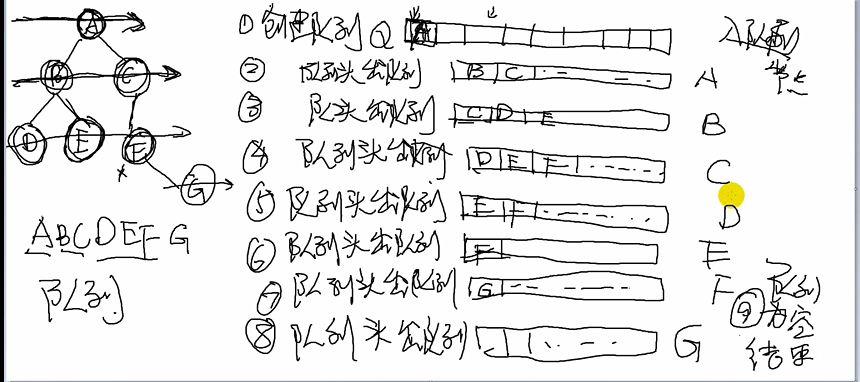 A
B C
D E F
G
ABCDEF G
队列
① 创建队列 Q A 入队列
② 队列头出队列 B C A 节点
③ 队头出队列 C D E B
④ 队列头出队列 D E F C
⑤ 队列头出队列 E F D
⑥ 队列头出队列 F E
⑦ 队列头出队列 G F 队列
⑧ 队列头出队列 G ⑨ 为空
结果